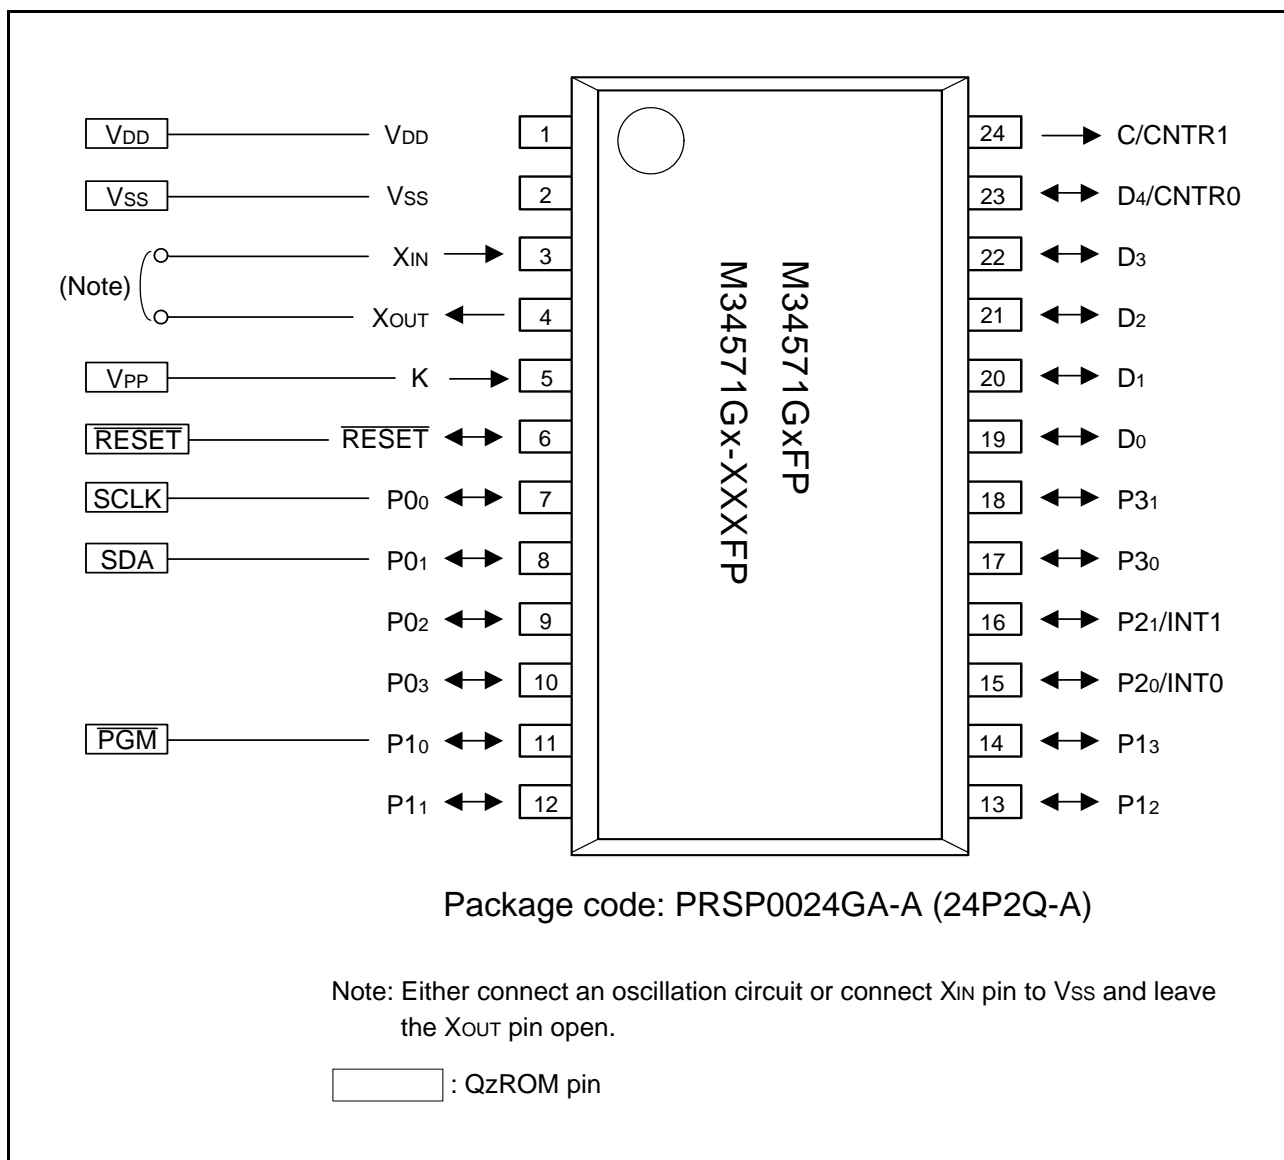 VDD VDD 1 24 C/CNTR1
VSS VSS 2 23 D4/CNTR0
XIN 3 22 D3
(Note)
XOUT 4 21 D2
VPP K 5 20 D1
RESET RESET 6 19 D0
SCLK P00 7 18 P31
SDA P01 8 17 P30
P02 9 16 P21/INT1
P03 10 15 P20/INT0
PGM P10 11 14 P13
P11 12 13 P12
M34571GxFP
M34571Gx-XXXFP
Package code: PRSP0024GA-A (24P2Q-A)
Note: Either connect an oscillation circuit or connect XIN pin to VSS and leave
the XOUT pin open.
: QzROM pin